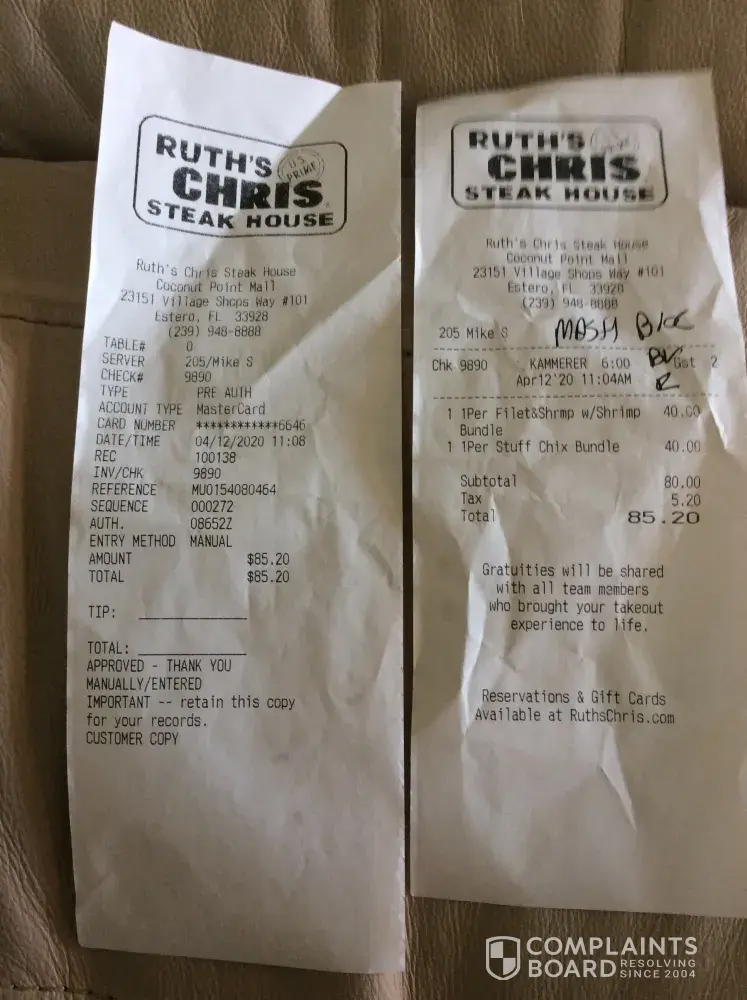 RUTH'S
U.S. PRIME
CHRIS
STEAK HOUSE
Ruth's Chris Steak House
Coconut Point Mall
23151 Village Shops Way #101
Estero, FL 33928
(239) 948-8888
TABLE# 0
SERVER 205/Mike S
CHECK# 9890
TYPE PRE AUTH
ACCOUNT TYPE MasterCard
CARD NUMBER ************6646
DATE/TIME 04/12/2020 11:08
REC 100138
INV/CHK 9890
REFERENCE MU0154080464
SEQUENCE 000272
AUTH. 08652Z
ENTRY METHOD MANUAL
AMOUNT $85.20
TOTAL $85.20
TIP:
TOTAL:
APPROVED - THANK YOU
MANUALLY/ENTERED
IMPORTANT -- retain this copy
for your records.
CUSTOMER COPY
RUTH'S
CHRIS
STEAK HOUSE
Ruth's Chris Steak House
Coconut Point Mall
23151 Village Shops Way #101
Estero, FL 33928
(239) 948-8888
205 Mike S MASH
Chk 9890 KAMMERER 6:00 Gst 2
Apr12'20 11:04AM
1 1Per Filet&Shrmp w/Shrimp 40.00
Bundle
1 1Per Stuff Chix Bundle 40.00
Subtotal 80.00
Tax 5.20
Total 85.20
Gratuities will be shared
with all team members
who brought your takeout
experience to life.
Reservations & Gift Cards
Available at RuthsChris.com
COMPLAINTS
BOARD RESOLVING SINCE 2004